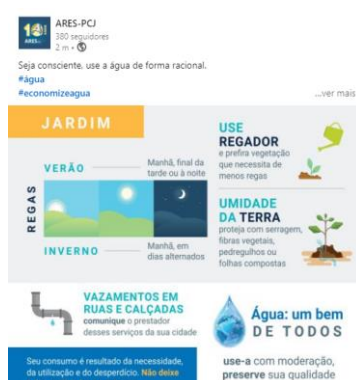 ARES-PCJ
380 seguidores
2 m •
Seja consciente, use a água de forma racional.
#água
#economizeagua
...ver mais
JARDIM
REGAS
VERÃO
Manhã, final da
tarde ou à noite
INVERNO
Manhã, em
dias alternados
USE
REGADOR
e prefira vegetação
que necessita de
menos regas
UMIDADE
DA TERRA
proteja com serragem,
fibras vegetais,
pedregulhos ou
folhas compostas
VAZAMENTOS EM
RUAS E CALÇADAS
comunique o prestador
desses serviços da sua cidade
Água: um bem
DE TODOS
Seu consumo é resultado da necessidade,
da utilização e do desperdício. Não deixe
use-a com moderação,
preserve sua qualidade